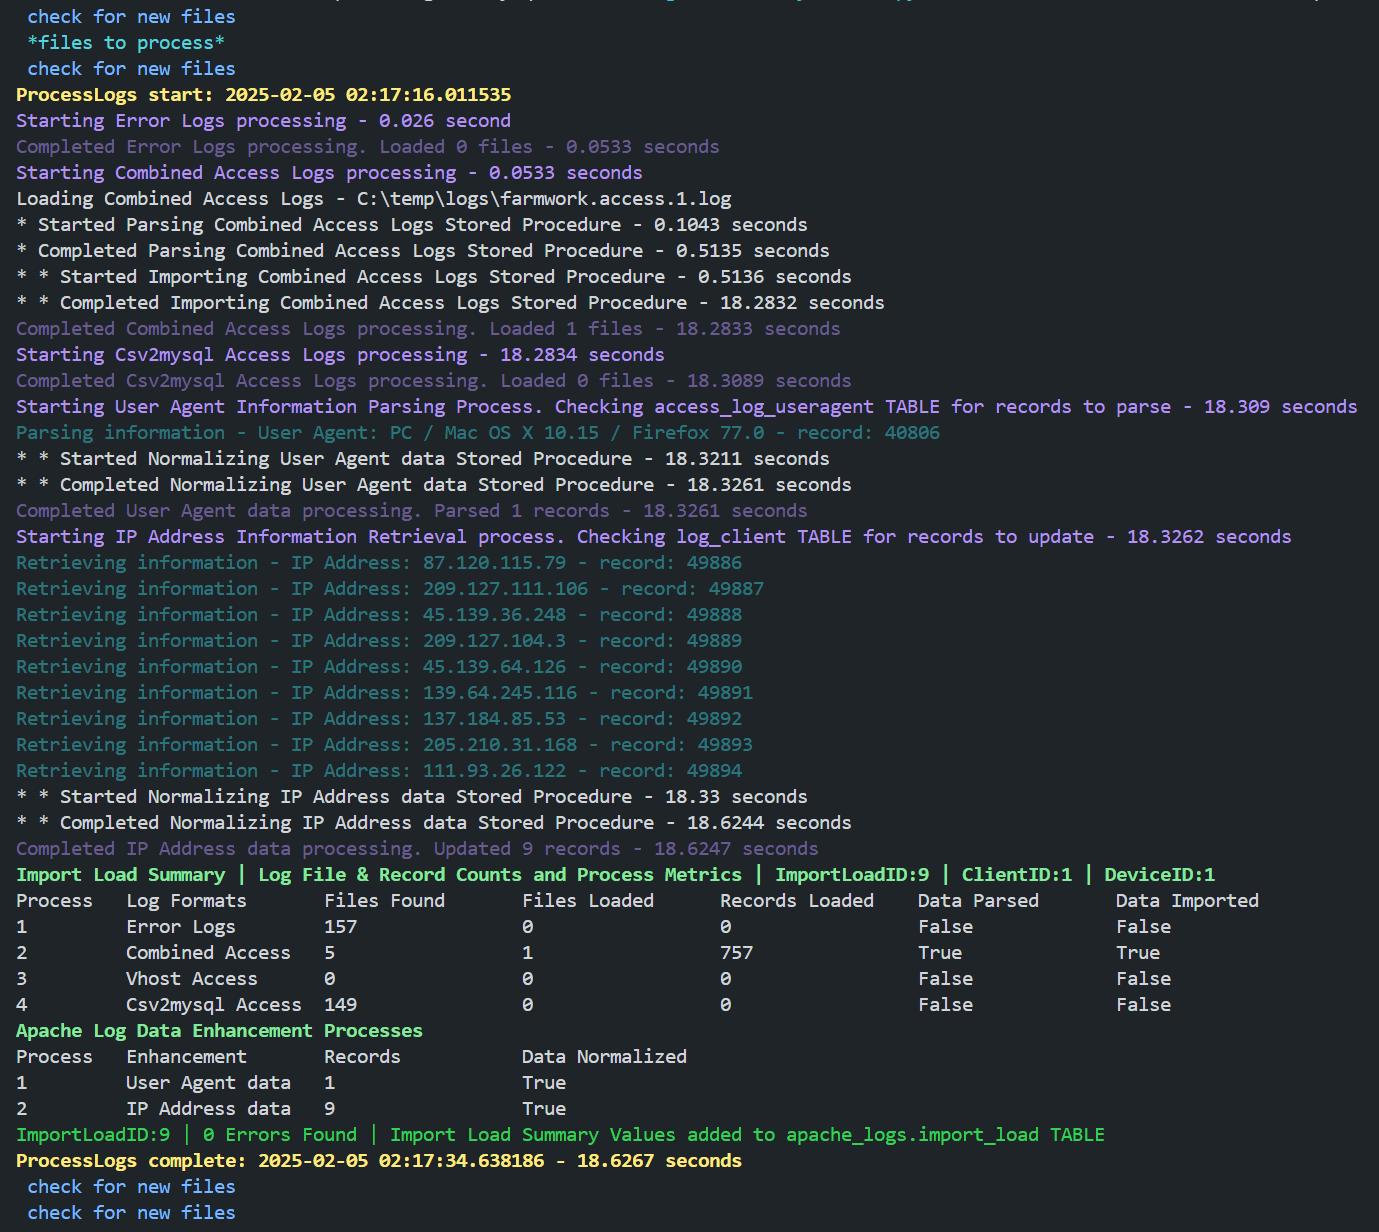 check for new files
*files to process*
check for new files
ProcessLogs start: 2025-02-05 02:17:16.011535
Starting Error Logs processing - 0.026 second
Completed Error Logs processing. Loaded 0 files - 0.0533 seconds
Starting Combined Access Logs processing - 0.0533 seconds
Loading Combined Access Logs - C:\temp\logs\farmwork.access.1.log
* Started Parsing Combined Access Logs Stored Procedure - 0.1043 seconds
* Completed Parsing Combined Access Logs Stored Procedure - 0.5135 seconds
* * Started Importing Combined Access Logs Stored Procedure - 0.5136 seconds
* * Completed Importing Combined Access Logs Stored Procedure - 18.2832 seconds
Completed Combined Access Logs processing. Loaded 1 files - 18.2833 seconds
Starting Csv2mysql Access Logs processing - 18.2834 seconds
Completed Csv2mysql Access Logs processing. Loaded 0 files - 18.3089 seconds
Starting User Agent Information Parsing Process. Checking access_log_useragent TABLE for records to parse - 18.309 seconds
Parsing information - User Agent: PC / Mac OS X 10.15 / Firefox 77.0 - record: 40806
* * Started Normalizing User Agent data Stored Procedure - 18.3211 seconds
* * Completed Normalizing User Agent data Stored Procedure - 18.3261 seconds
Completed User Agent data processing. Parsed 1 records - 18.3261 seconds
Starting IP Address Information Retrieval process. Checking log_client TABLE for records to update - 18.3262 seconds
Retrieving information - IP Address: 87.120.115.79 - record: 49886
Retrieving information - IP Address: 209.127.111.106 - record: 49887
Retrieving information - IP Address: 45.139.36.248 - record: 49888
Retrieving information - IP Address: 209.127.104.3 - record: 49889
Retrieving information - IP Address: 45.139.64.126 - record: 49890
Retrieving information - IP Address: 139.64.245.116 - record: 49891
Retrieving information - IP Address: 137.184.85.53 - record: 49892
Retrieving information - IP Address: 205.210.31.168 - record: 49893
Retrieving information - IP Address: 111.93.26.122 - record: 49894
* * Started Normalizing IP Address data Stored Procedure - 18.33 seconds
* * Completed Normalizing IP Address data Stored Procedure - 18.6244 seconds
Completed IP Address data processing. Updated 9 records - 18.6247 seconds
Import Load Summary | Log File & Record Counts and Process Metrics | ImportLoadID:9 | ClientID:1 | DeviceID:1
Process Log Formats Files Found Files Loaded Records Loaded Data Parsed Data Imported
1 Error Logs 157 0 0 False False
2 Combined Access 5 1 757 True True
3 Vhost Access 0 0 0 False False
4 Csv2mysql Access 149 0 0 False False
Apache Log Data Enhancement Processes
Process Enhancement Records Data Normalized
1 User Agent data 1 True
2 IP Address data 9 True
ImportLoadID:9 | 0 Errors Found | Import Load Summary Values added to apache_logs.import_load TABLE
ProcessLogs complete: 2025-02-05 02:17:34.638186 - 18.6267 seconds
check for new files
check for new files